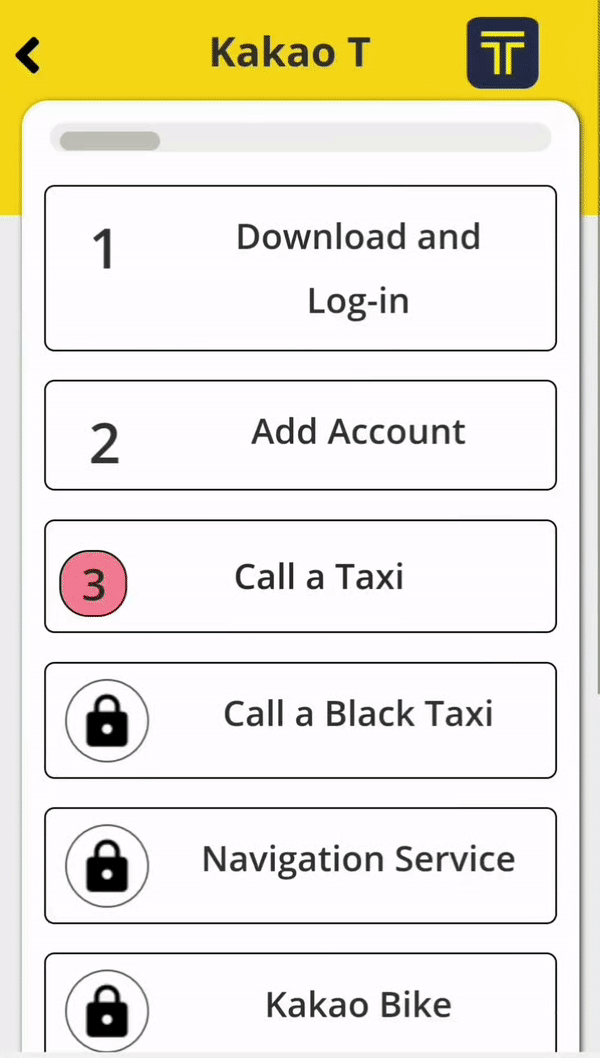 Kakao T
1
Download and
Log-in
2
Add Account
3
Call a Taxi
Call a Black Taxi
Navigation Service
Kakao Bike